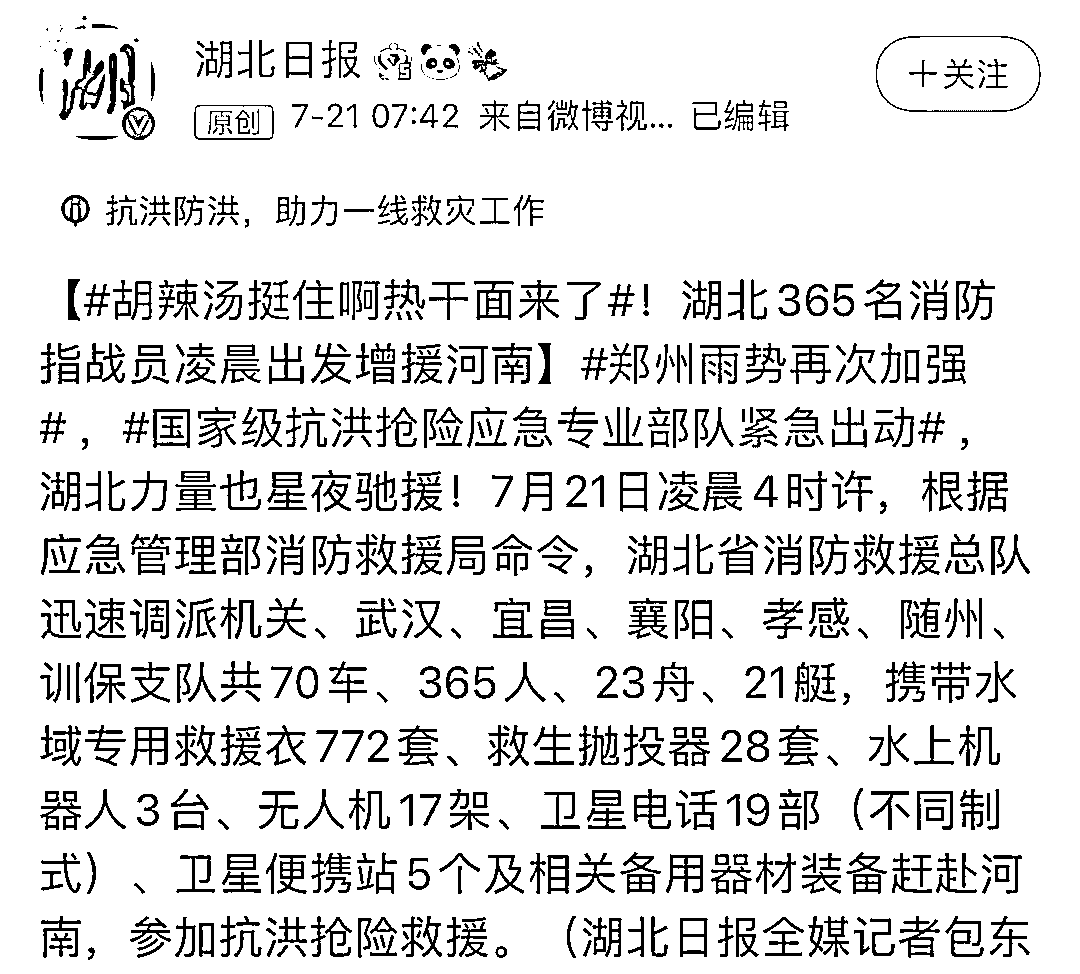 湖北日报
+关注
原创 7-21 07:42 来自微博视... 已编辑
抗洪防洪，助力一线救灾工作
【#胡辣汤挺住啊热干面来了#！湖北365名消防
指战员凌晨出发增援河南】#郑州雨势再次加强
#，#国家级抗洪抢险应急专业部队紧急出动#，
湖北力量也星夜驰援！7月21日凌晨4时许，根据
应急管理部消防救援局命令，湖北省消防救援总队
迅速调派机关、武汉、宜昌、襄阳、孝感、随州、
训保支队共70车、365人、23舟、21艇，携带水
域专用救援衣772套、救生抛投器28套、水上机
器人3台、无人机17架、卫星电话19部（不同制
式）、卫星便携站5个及相关备用器材装备赶赴河
南，参加抗洪抢险救援。（湖北日报全媒记者包东